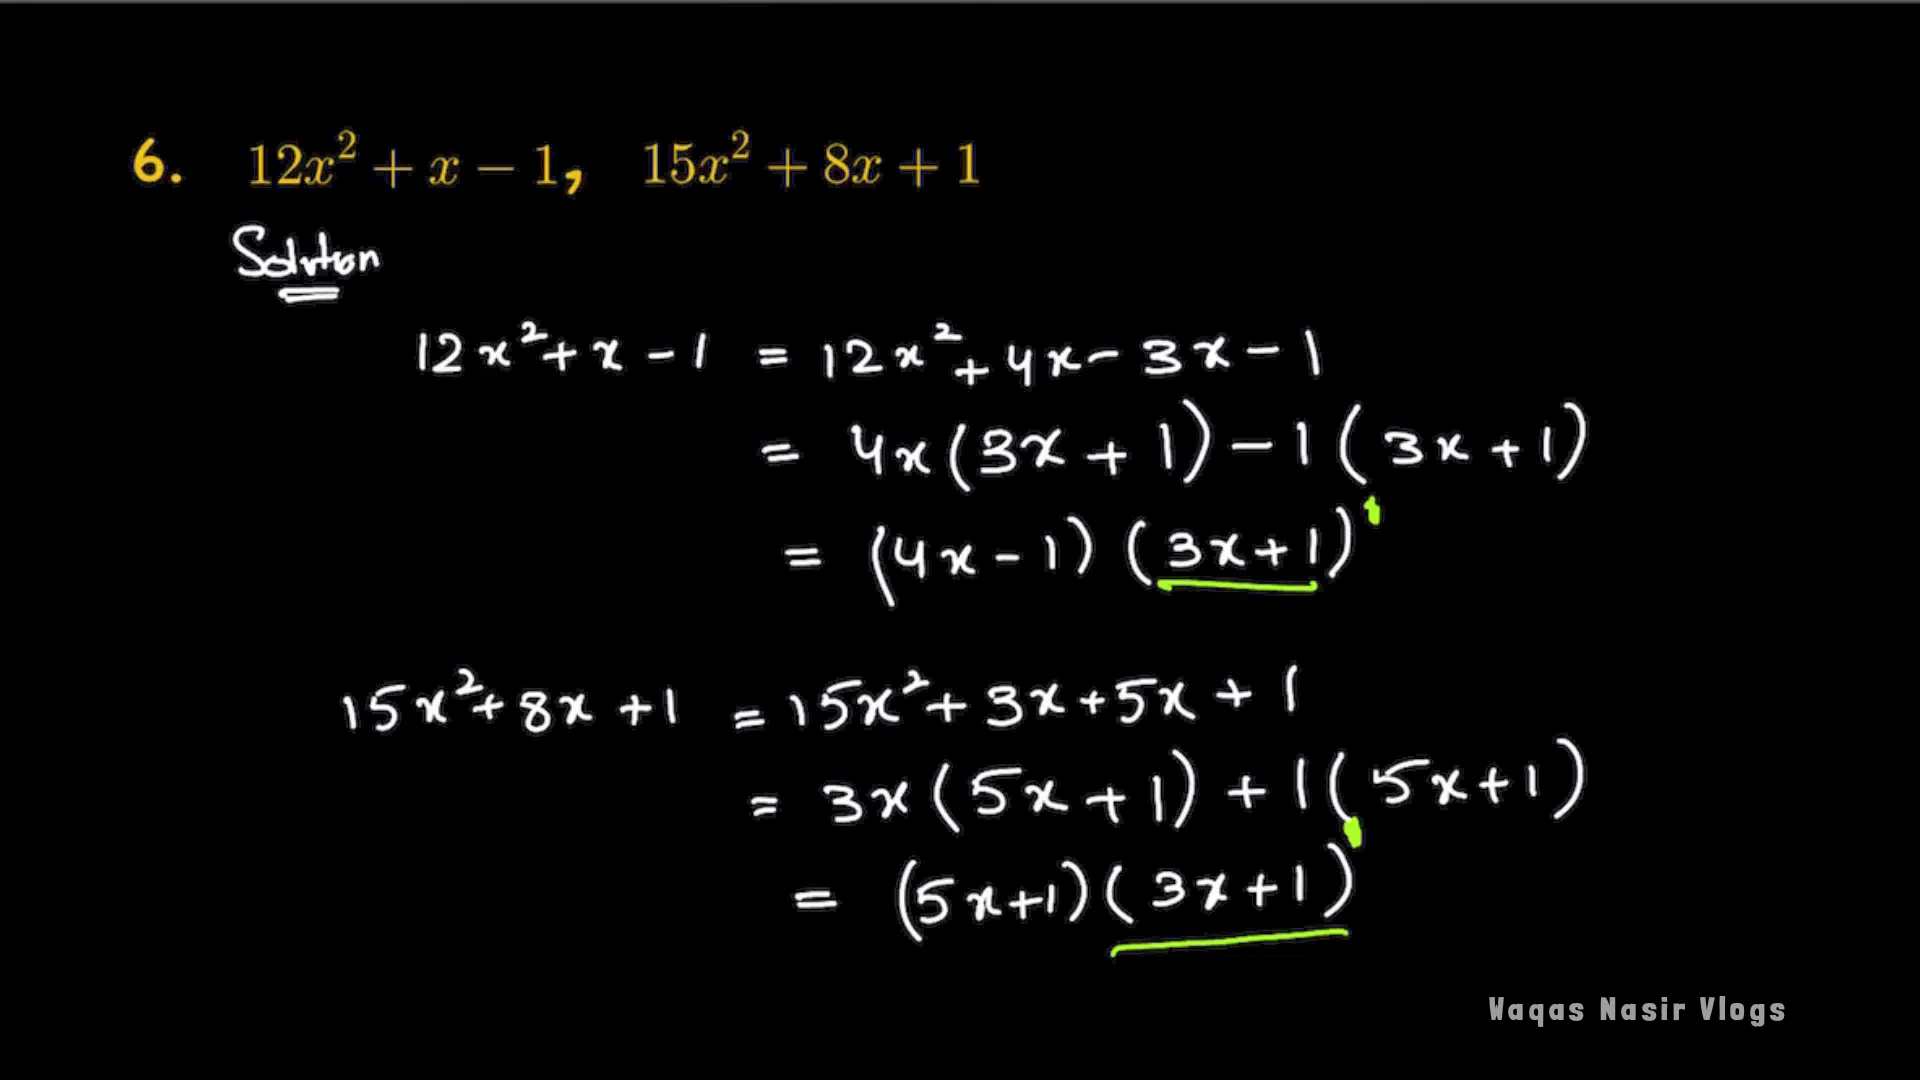 6. 12x² + x − 1, 15x² + 8x + 1
Solution
12x² + x − 1 = 12x² + 4x − 3x − 1
= 4x(3x + 1) − 1(3x + 1)
= (4x − 1)(3x + 1)
15x² + 8x + 1 = 15x² + 3x + 5x + 1
= 3x(5x + 1) + 1(5x + 1)
= (5x + 1)(3x + 1)
Waqas Nasir Vlogs